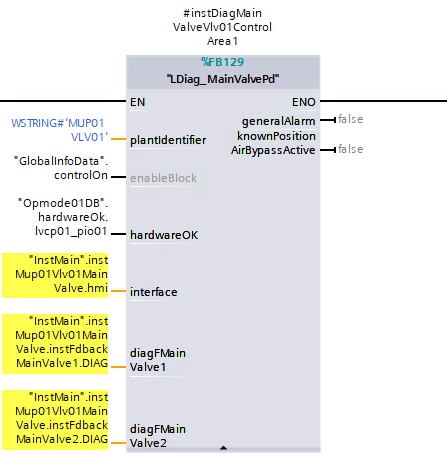 #instDiagMain
ValveVlv01Control
Area1
%FB129
"LDiag_MainValvePd"
EN
ENO
generalAlarm
false
WSTRING#'MUP01
VLV01'
plantIdentifier
knownPosition
AirBypassActive
false
"GlobalInfoData".
controlOn
enableBlock
"Opmode01DB".
hardwareOk.
lvcp01_pio01
hardwareOK
"InstMain".inst
Mup01Vlv01Main
Valve.hmi
interface
"InstMain".inst
Mup01Vlv01Main
Valve.instFdback
MainValve1.DIAG
diagFMain
Valve1
"InstMain".inst
Mup01Vlv01Main
Valve.instFdback
MainValve2.DIAG
diagFMain
Valve2